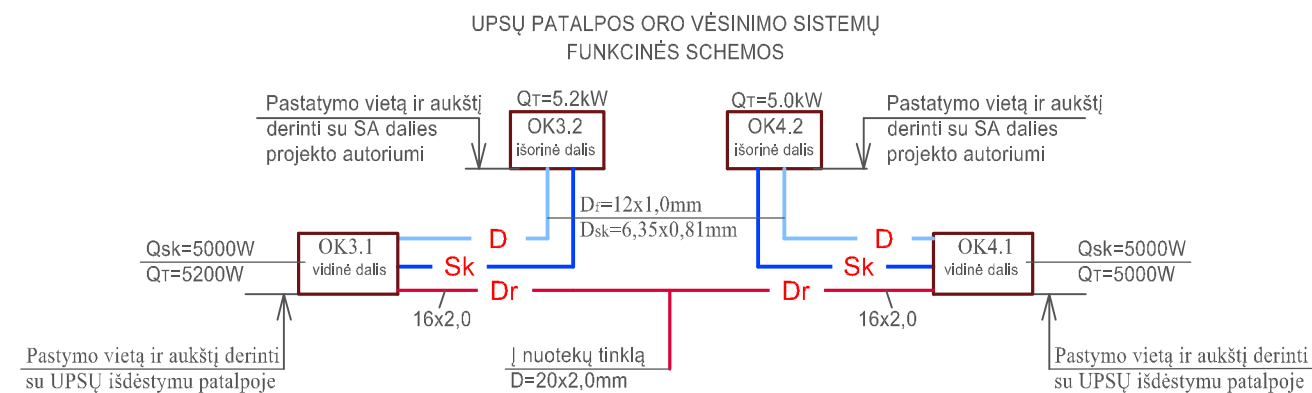 UPSŲ PATALPOS ORO VĖSINIMO SISTEMŲ
FUNKCINĖS SCHEMOS
Pastatymo vietą ir aukštį
derinti su SA dalies
projekto autoriumi
QT=5.2kW
OK3.2
išorinė dalis
QT=5.0kW
OK4.2
išorinė dalis
Pastatymo vietą ir aukštį
derinti su SA dalies
projekto autoriumi
Df=12x1,0mm
Dsk=6,35x0,81mm
Qsk=5000W
QT=5200W
OK3.1
vidinė dalis
D
Sk
Dr
D
Sk
Dr
OK4.1
vidinė dalis
Qsk=5000W
QT=5000W
16x2,0
16x2,0
Pastymo vietą ir aukštį derinti
su UPSŲ išdėstymu patalpoje
Į nuotekų tinklą
D=20x2,0mm
Pastymo vietą ir aukštį derinti
su UPSŲ išdėstymu patalpoje